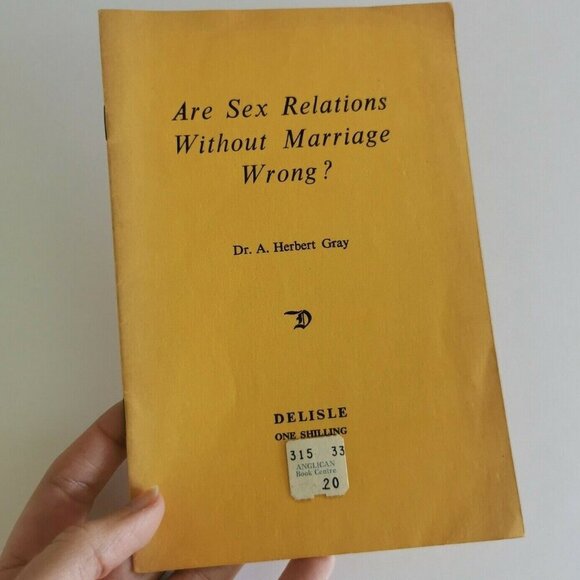 Are Sex Relations
Without Marriage
Wrong?
Dr. A. Herbert Gray
D
DELISLE
ONE SHILLING
315 33
ANGLICAN
Book Centre
20